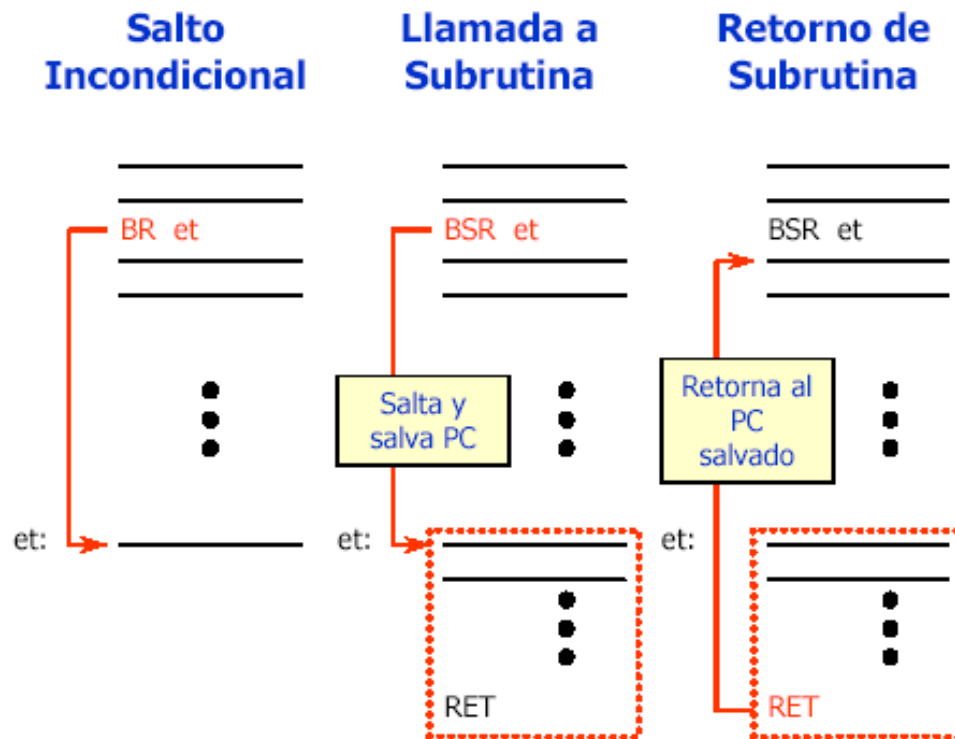 Salto
Incondicional
BR et
et:
Llamada a
Subrutina
BSR et
Salta y
salva PC
et:
RET
Retorno de
Subrutina
BSR et
Retorna al
PC
salvado
et:
RET